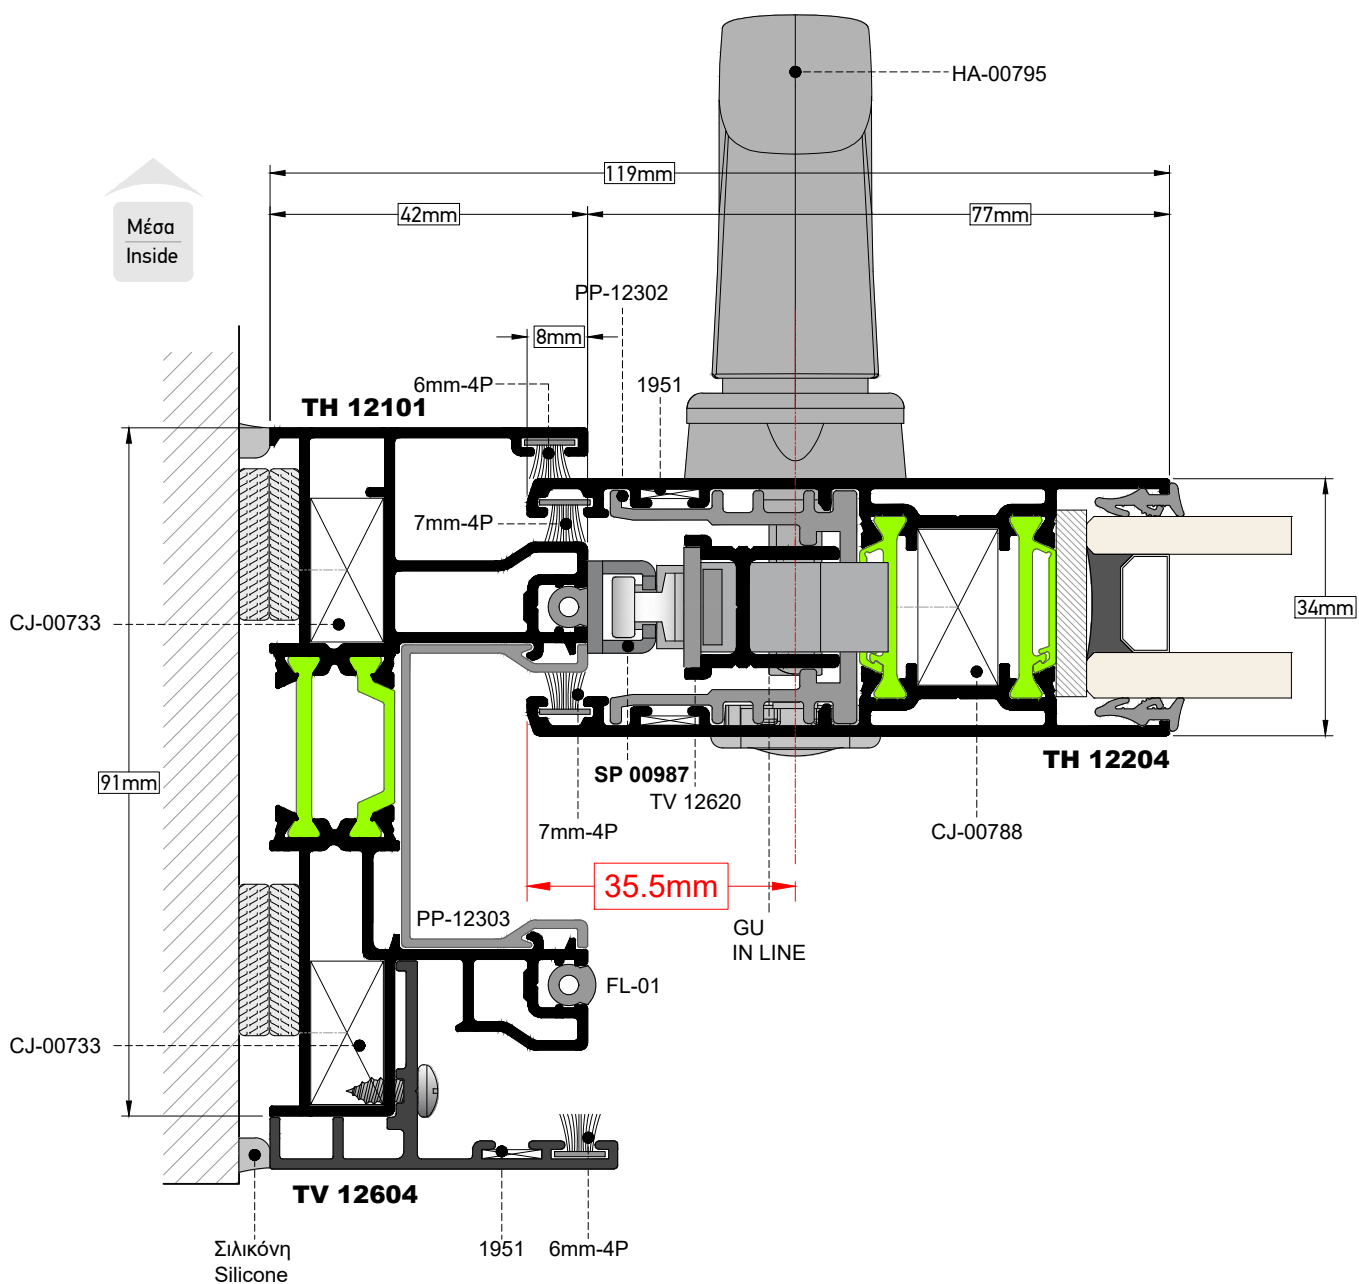 HA-00795
119mm
42mm
77mm
Μέσα
Inside
PP-12302
8mm
6mm-4P
1951
TH 12101
7mm-4P
CJ-00733
34mm
TH 12204
91mm
SP 00987
TV 12620
7mm-4P
CJ-00788
35.5mm
PP-12303
GU
IN LINE
FL-01
CJ-00733
TV 12604
Σιλικόνη
Silicone
1951
6mm-4P